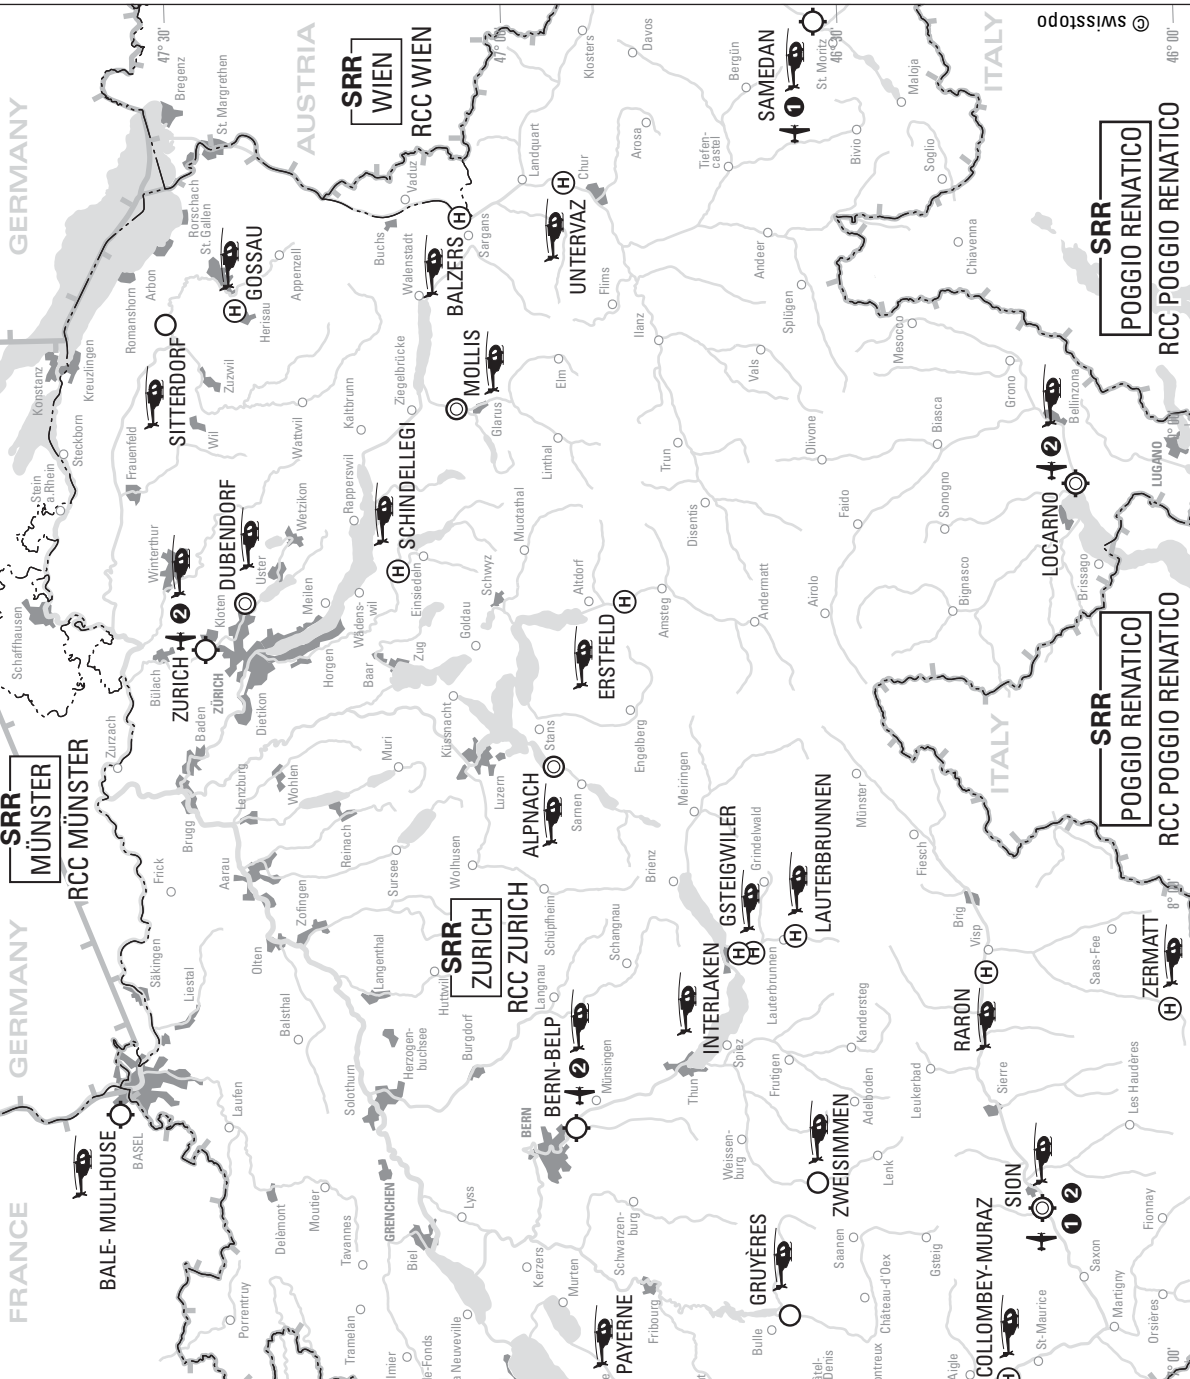 GERMANY
AUSTRIA
ITALY
© swisstopo
47° 30'
46° 00'
Bregenz
St. Margrethen
SRR
WIEN
RCC WIEN
Klosters
Davos
Bergün
SAMEDAN
1
St. Moritz
Maloja
Rorschach
St. Gallen
GOSSAU
H
Herisau
Appenzell
Arbon
Romanshorn
Vaduz
Buchs
Walenstadt
BALZERS
H
Sargans
Landquart
UNTERVAZ
H
Chur
Arosa
Tiefen-
castel
Bivio
Soglio
Chiavenna
SRR
POGGIO RENATICO
RCC POGGIO RENATICO
Flims
Ilanz
Andeer
Splügen
Mesocco
Konstanz
Kreuzlingen
SITTERDORF
Zuzwil
Wil
Wattwil
Kaltbrunn
Ziegelbrücke
MOLLIS
Glarus
Elm
Linthal
Vals
Grono
Bellinzona
LUGANO
Stein
a.Rhein
Steckborn
Frauenfeld
Winterthur
DUBENDORF
Uster
Wetzikon
Rapperswil
SCHINDELLEGI
H
Einsiedeln
Muotathal
Trun
Disentis
Olivone
Faido
Biasca
Sonogno
LOCARNO
2
Brissago
Schaffhausen
Bülach
ZURICH
2
Kloten
ZÜRICH
Dietikon
Meilen
Horgen
Wädens-
wil
Baar
Zug
Goldau
Schwyz
Altdorf
ERSTFELD
H
Amsteg
Andermatt
Airolo
Bignasco
SRR
MÜNSTER
RCC MÜNSTER
Zurzach
Baden
Brugg
Lenzburg
Wohlen
Muri
Küssnacht
Luzern
Stans
ALPNACH
Sarnen
Engelberg
Meiringen
Münster
ITALY
SRR
POGGIO RENATICO
RCC POGGIO RENATICO
Frick
Aarau
Reinach
Sursee
Wolhusen
Zofingen
Olten
SRR
ZURICH
RCC ZURICH
Schüpfheim
Schangnau
Brienz
GSTEIGWILER
Grindelwald
LAUTERBRUNNEN
H
H
H
Fiesch
Brig
Visp
GERMANY
Säkingen
Liestal
Balsthal
Langenthal
Huttwil
Langnau
Herzogen-
buchsee
Burgdorf
BERN-BELP
2
Münsingen
INTERLAKEN
Lauterbrunnen
Spiez
Thun
Kandersteg
Frutigen
Adelboden
RARON
H
Saas-Fee
ZERMATT
H
Leukerbad
Sierre
Les Haudères
BALE- MULHOUSE
BASEL
Laufen
Solothurn
BERN
Weissen-
burg
ZWEISIMMEN
Lenk
SION
1
2
Fionnay
FRANCE
Delémont
Moutier
Tavannes
GRENCHEN
Biel
Lyss
Schwarzen-
burg
Kerzers
Murten
GRUYÈRES
Saanen
Gsteig
Saxon
Porrentruy
Tramelan
PAYERNE
Fribourg
Bulle
Château-d'Oex
COLOMBEY-MURAZ
St-Maurice
Martigny
Orsières
Aigle